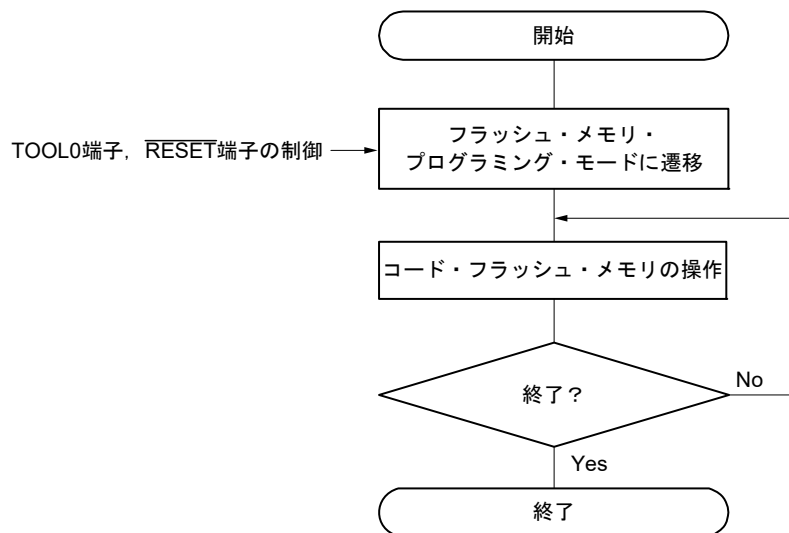 開始
TOOL0端子，RESET端子の制御
フラッシュ・メモリ・
プログラミング・モードに遷移
コード・フラッシュ・メモリの操作
終了？
No
Yes
終了